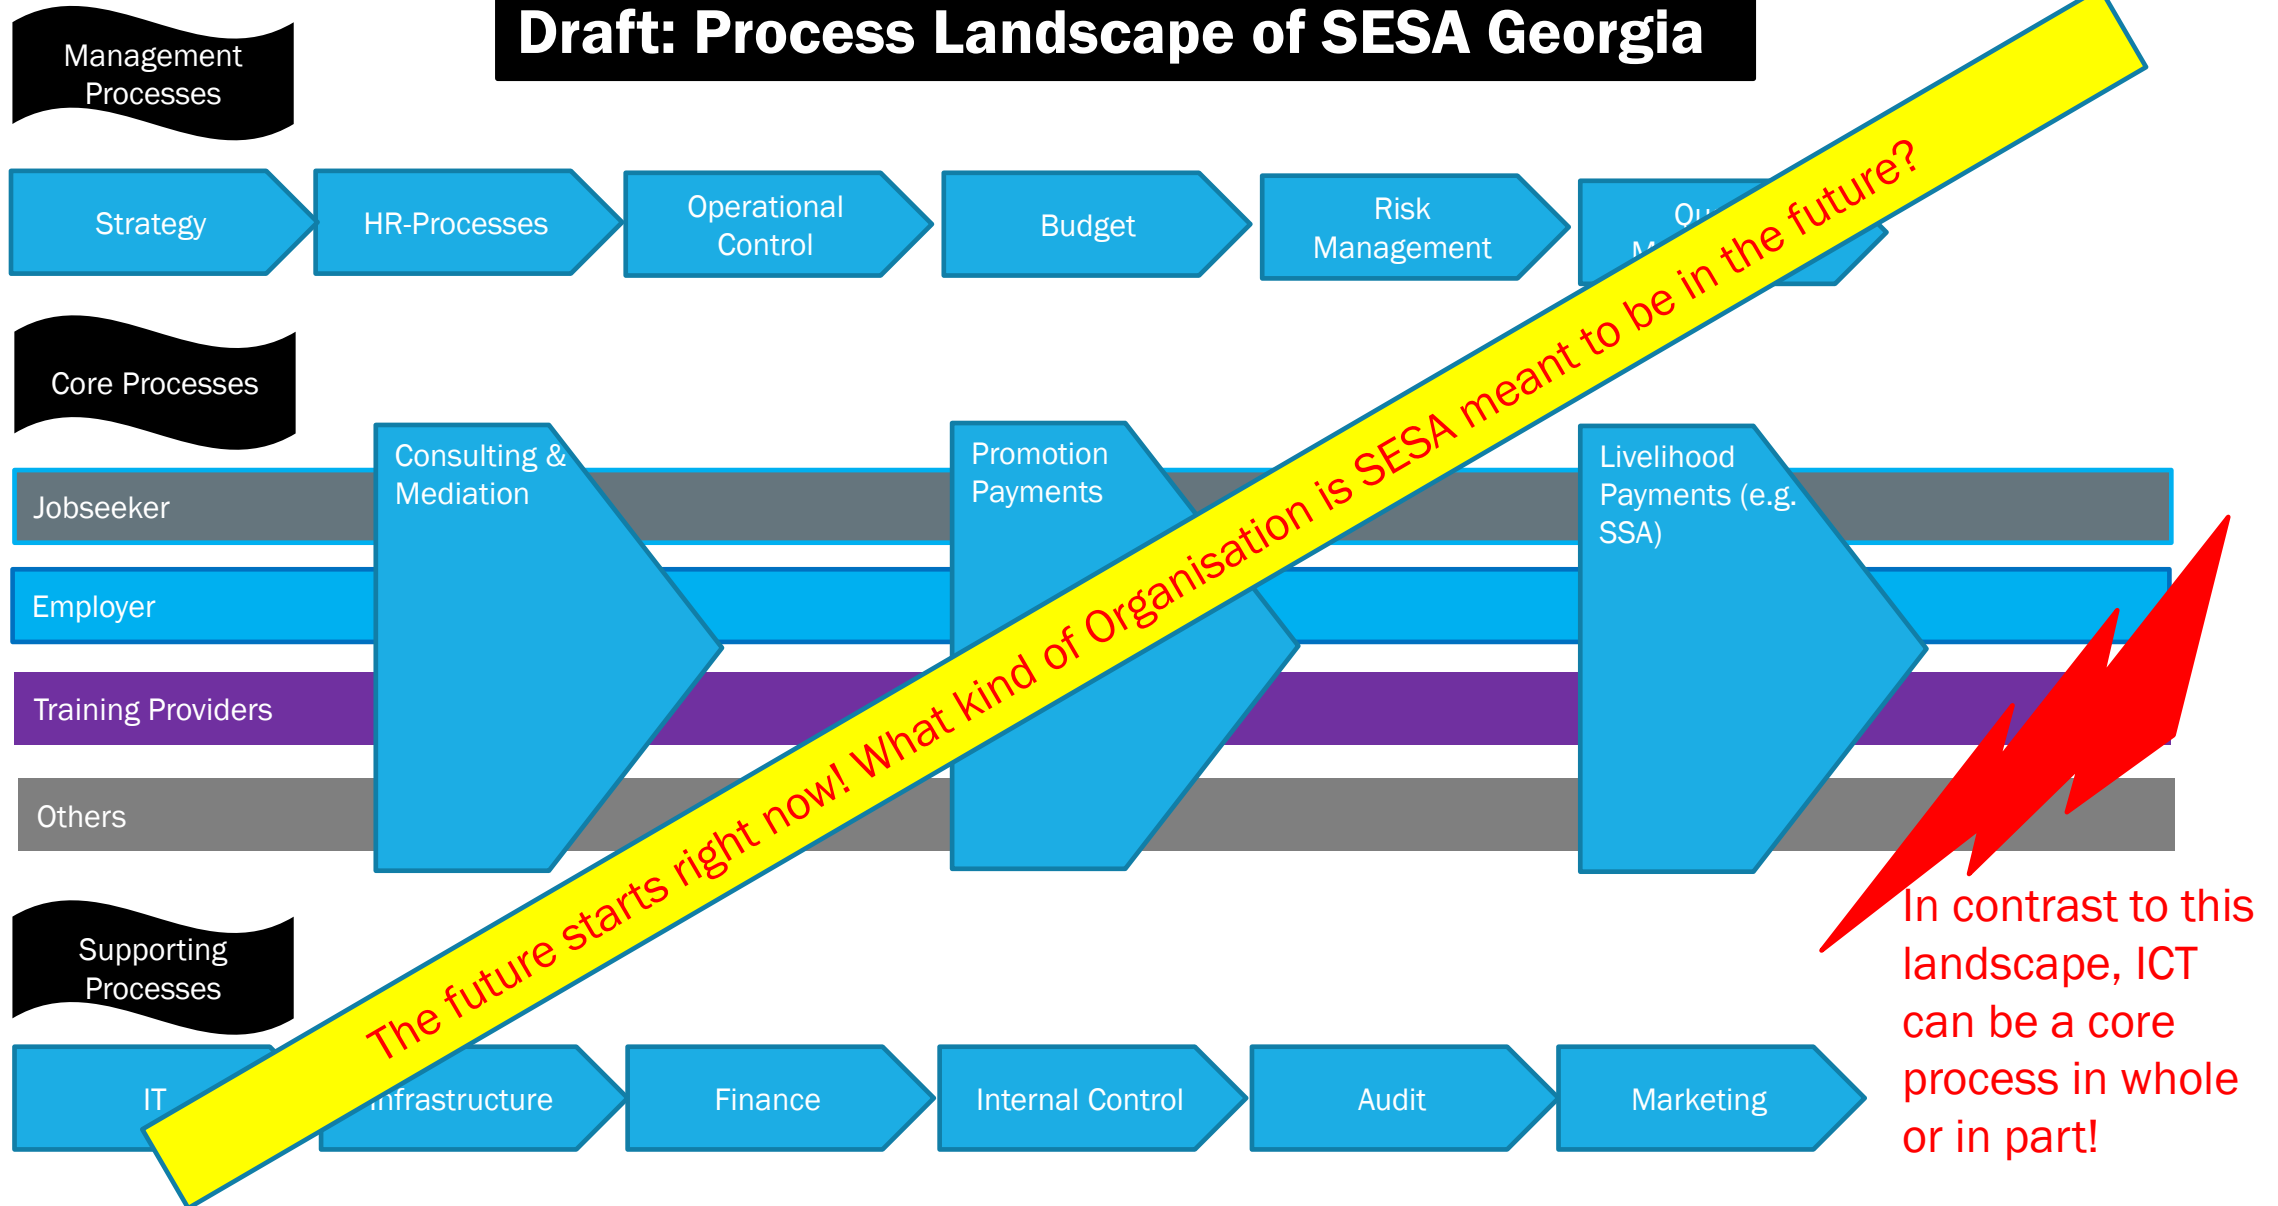 Draft: Process Landscape of SESA Georgia
Management
Processes
Strategy
HR-Processes
Operational
Control
Budget
Risk
Management
Core Processes
Consulting &
Mediation
Promotion
Payments
Livelihood
Payments (e.g.
SSA)
Jobseeker
Employer
Training Providers
Others
The future starts right now! What kind of Organisation is SESA meant to be in the future?
Supporting
Processes
IT
Infrastructure
Finance
Internal Control
Audit
Marketing
In contrast to this
landscape, ICT
can be a core
process in whole
or in part!